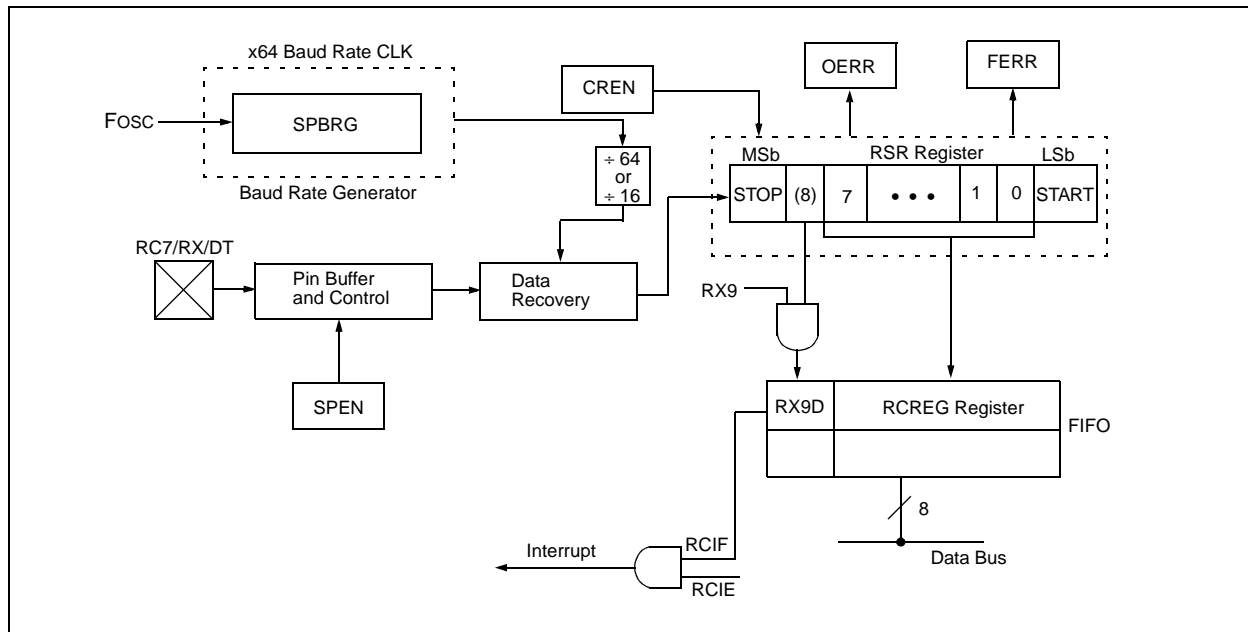 x64 Baud Rate CLK
FOSC
SPBRG
Baud Rate Generator
CREN
OERR
FERR
÷ 64
or
÷ 16
MSb
RSR Register
LSb
STOP
(8)
7
• • •
1
0
START
RC7/RX/DT
Pin Buffer
and Control
Data
Recovery
SPEN
RX9
RX9D
RCREG Register
FIFO
8
Data Bus
Interrupt
RCIF
RCIE